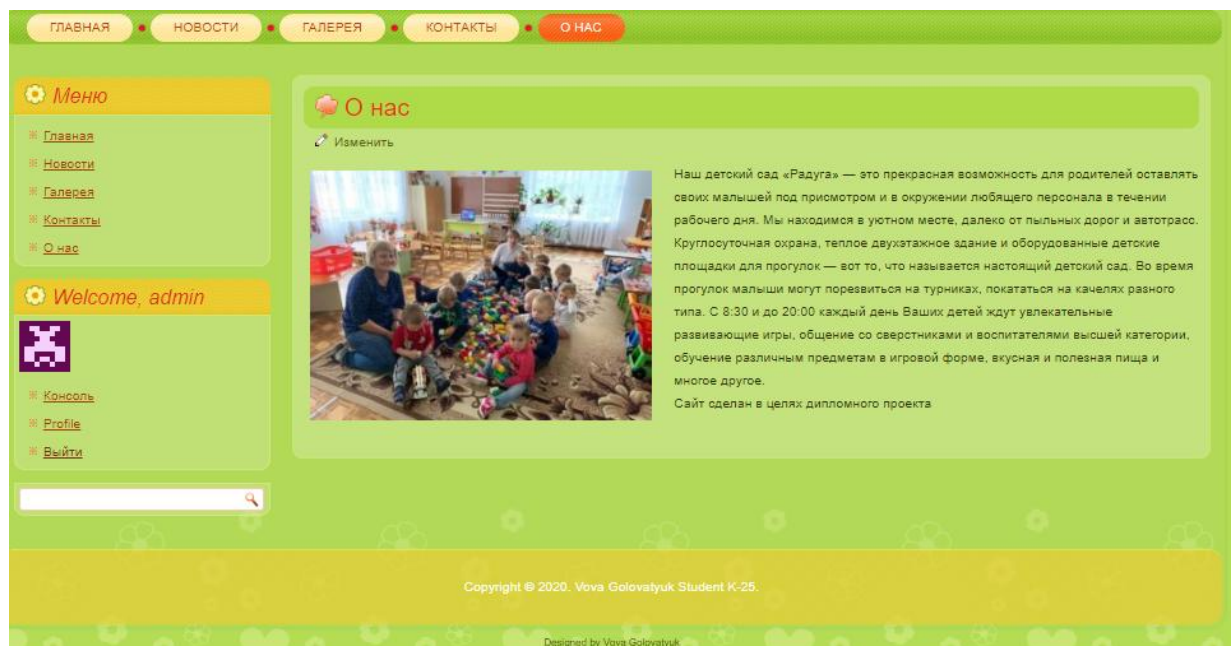 ГЛАВНАЯ
НОВОСТИ
ГАЛЕРЕЯ
КОНТАКТЫ
О НАС
Меню
Главная
Новости
Галерея
Контакты
О нас
Welcome, admin
Консоль
Profile
Выйти
О нас
Изменить
Наш детский сад «Радуга» — это прекрасная возможность для родителей оставлять
своих малышей под присмотром и в окружении любящего персонала в течении
рабочего дня. Мы находимся в уютном месте, далеко от пыльных дорог и автотрасс.
Круглосуточная охрана, теплое двухэтажное здание и оборудованные детские
площадки для прогулок — вот то, что называется настоящий детский сад. Во время
прогулок малыши могут порезвиться на турниках, покататься на качелях разного
типа. С 8:30 и до 20:00 каждый день Ваших детей ждут увлекательные
развивающие игры, общение со сверстниками и воспитателями высшей категории,
обучение различным предметам в игровой форме, вкусная и полезная пища и
многое другое.
Сайт сделан в целях дипломного проекта
Copyright © 2020. Vova Golovatyuk Student K-25.
Designed by Vova Golovatyuk